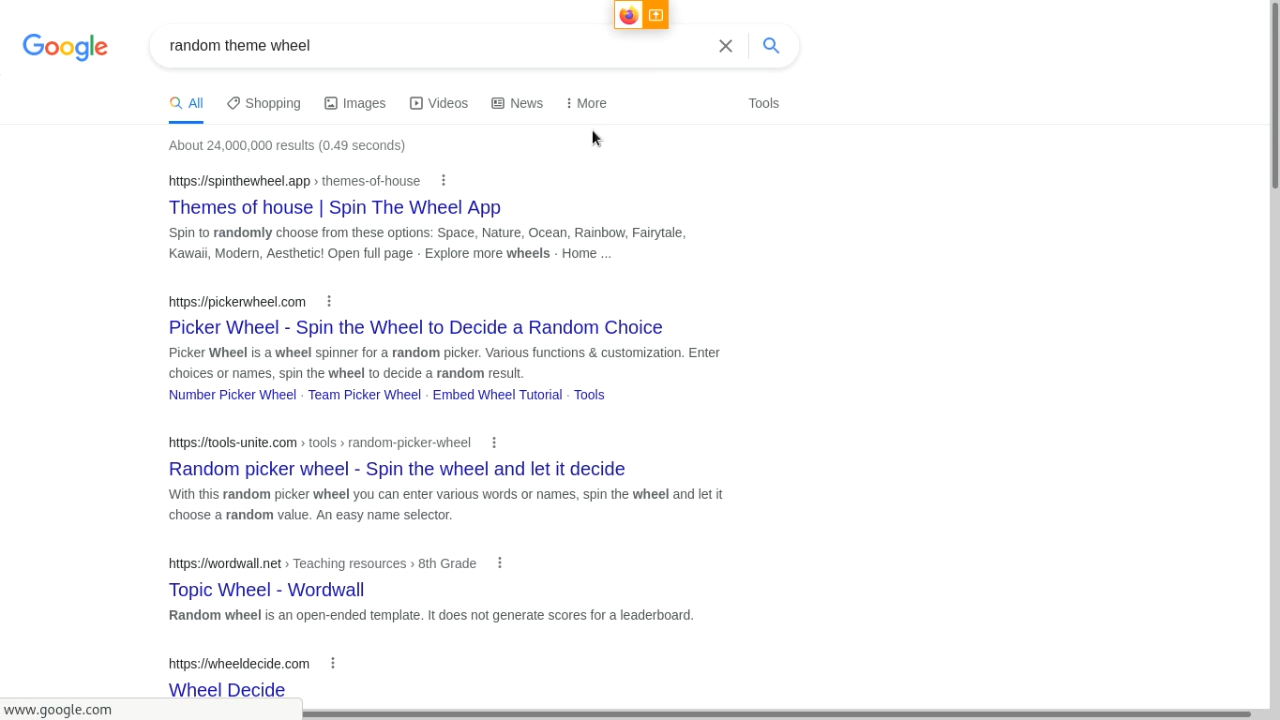 Google
random theme wheel
All
Shopping
Images
Videos
News
More
Tools
About 24,000,000 results (0.49 seconds)
https://spinthewheel.app › themes-of-house
Themes of house | Spin The Wheel App
Spin to randomly choose from these options: Space, Nature, Ocean, Rainbow, Fairytale,
Kawaii, Modern, Aesthetic! Open full page · Explore more wheels · Home ...
https://pickerwheel.com
Picker Wheel - Spin the Wheel to Decide a Random Choice
Picker Wheel is a wheel spinner for a random picker. Various functions & customization. Enter
choices or names, spin the wheel to decide a random result.
Number Picker Wheel · Team Picker Wheel · Embed Wheel Tutorial · Tools
https://tools-unite.com › tools › random-picker-wheel
Random picker wheel - Spin the wheel and let it decide
With this random picker wheel you can enter various words or names, spin the wheel and let it
choose a random value. An easy name selector.
https://wordwall.net › Teaching resources › 8th Grade
Topic Wheel - Wordwall
Random wheel is an open-ended template. It does not generate scores for a leaderboard.
https://wheeldecide.com
Wheel Decide
www.google.com